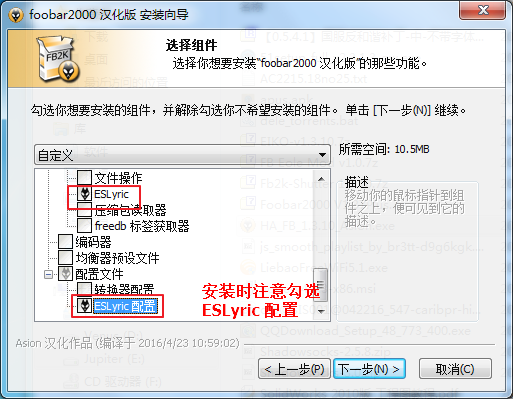 foobar2000 汉化版 安装向导
FB2K
选择组件
选择你想要安装“foobar2000 汉化版”的那些功能。
勾选你想要安装的组件，并解除勾选你不希望安装的组件。 单击 [下一步(N)] 继续。
自定义
所需空间: 10.5MB
文件操作
ESLyric
压缩包读取器
freedb 标签获取器
编码器
均衡器预设文件
配置文件
转换器配置
ESLyric 配置
描述
移动你的鼠标指针到组
件之上，便可见到它的
描述。
安装时注意勾选
ESLyric 配置
Asion 汉化作品 (编译于 2016/4/23 10:59:02)
< 上一步(P)
下一步(N) >
取消(C)